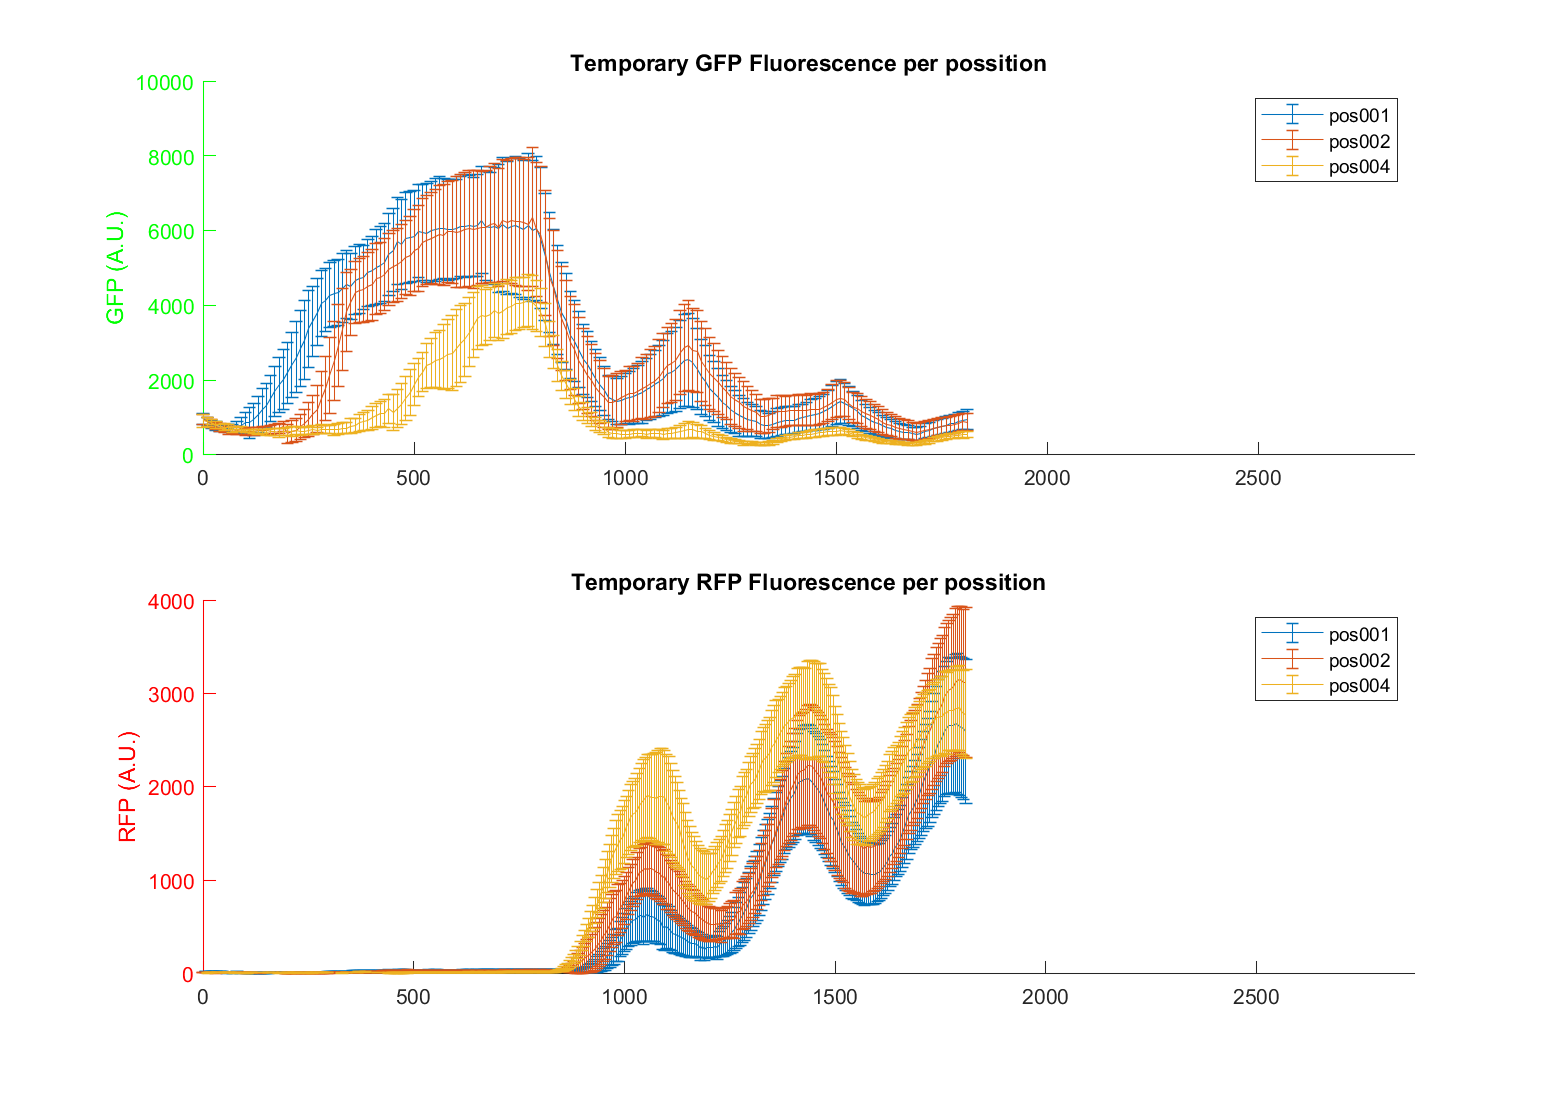 Temporary GFP Fluorescence per possition
10000
8000
6000
4000
2000
0
GFP (A.U.)
pos001
pos002
pos004
0 500 1000 1500 2000 2500
Temporary RFP Fluorescence per possition
4000
3000
2000
1000
0
RFP (A.U.)
pos001
pos002
pos004
0 500 1000 1500 2000 2500